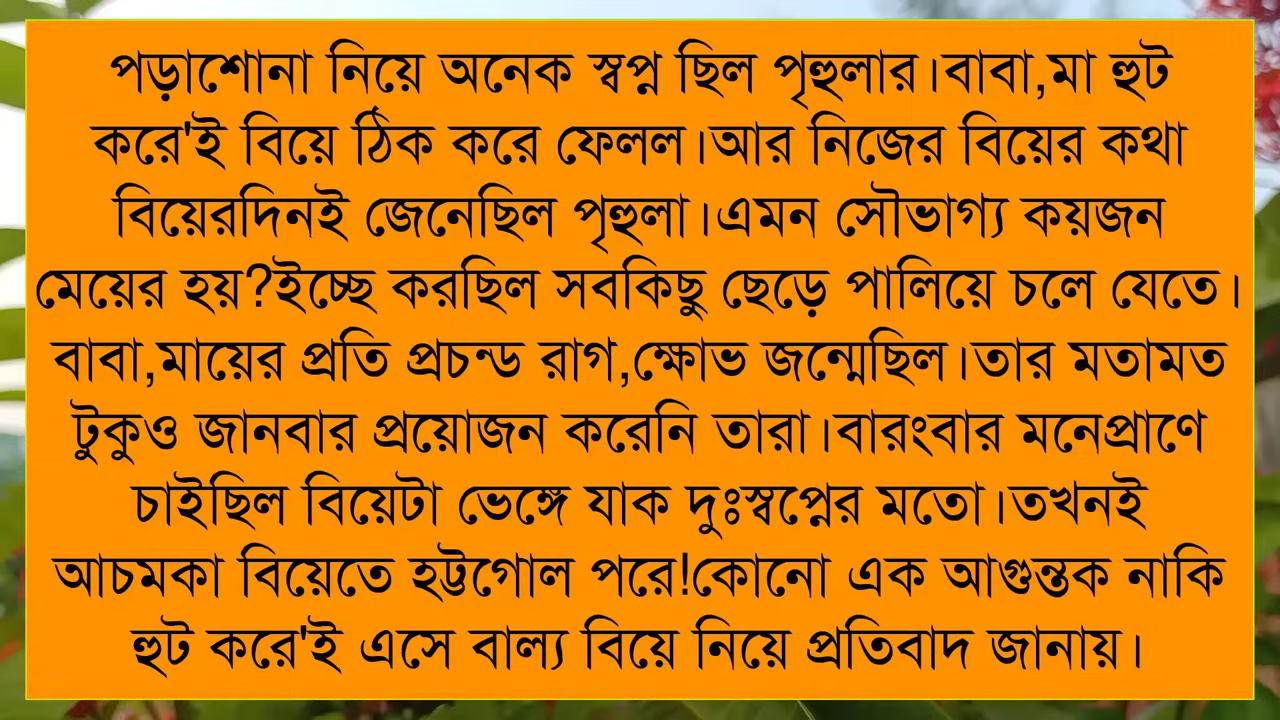 পড়াশোনা নিয়ে অনেক স্বপ্ন ছিল পৃহুলার।বাবা,মা হুট
করে'ই বিয়ে ঠিক করে ফেলল।আর নিজের বিয়ের কথা
বিয়েরদিনই জেনেছিল পৃহুলা।এমন সৌভাগ্য কয়জন
মেয়ের হয়?ইচ্ছে করছিল সবকিছু ছেড়ে পালিয়ে চলে যেতে।
বাবা,মায়ের প্রতি প্রচন্ড রাগ,ক্ষোভ জন্মেছিল।তার মতামত
টুকুও জানবার প্রয়োজন করেনি তারা।বারংবার মনেপ্রাণে
চাইছিল বিয়েটা ভেঙ্গে যাক দুঃস্বপ্নের মতো।তখনই
আচমকা বিয়েতে হট্টগোল পরে!কোনো এক আগুন্তক নাকি
হুট করে'ই এসে বাল্য বিয়ে নিয়ে প্রতিবাদ জানায়।